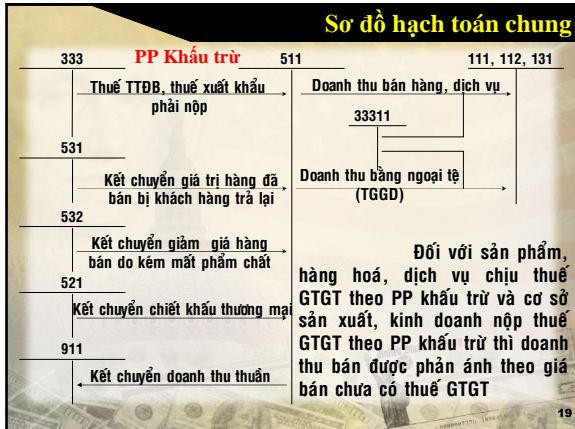 Sơ đồ hạch toán chung
333 PP Khấu trừ 511 111, 112, 131
Thuế TTĐB, thuế xuất khẩu
phải nộp
Doanh thu bán hàng, dịch vụ
33311
531
Kết chuyển giá trị hàng đã
bán bị khách hàng trả lại
Doanh thu bằng ngoại tệ
(TGGD)
532
Kết chuyển giảm giá hàng
bán do kém mất phẩm chất
521
Kết chuyển chiết khấu thương mại
911
Kết chuyển doanh thu thuần
Đối với sản phẩm,
hàng hoá, dịch vụ chịu thuế
GTGT theo PP khấu trừ và cơ sở
sản xuất, kinh doanh nộp thuế
GTGT theo PP khấu trừ thì doanh
thu bán được phản ánh theo giá
bán chưa có thuế GTGT
19